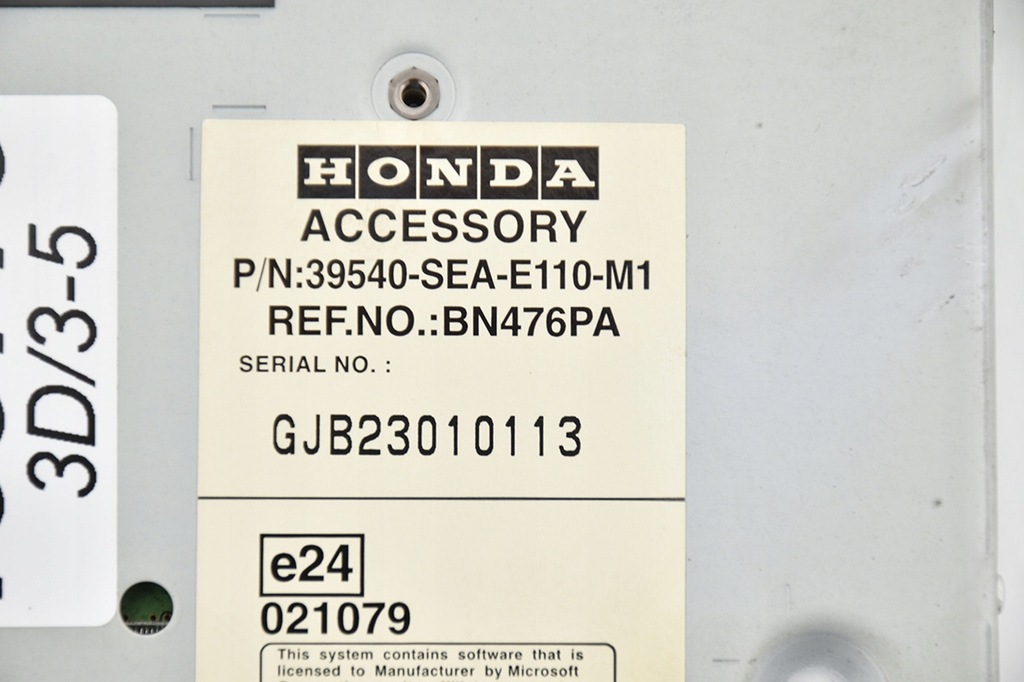 HONDA
ACCESSORY
P/N:39540-SEA-E110-M1
REF.NO.:BN476PA
SERIAL NO. :
GJB23010113
e24
021079
This system contains software that is
licensed to Manufacturer by Microsoft
3D/3-5